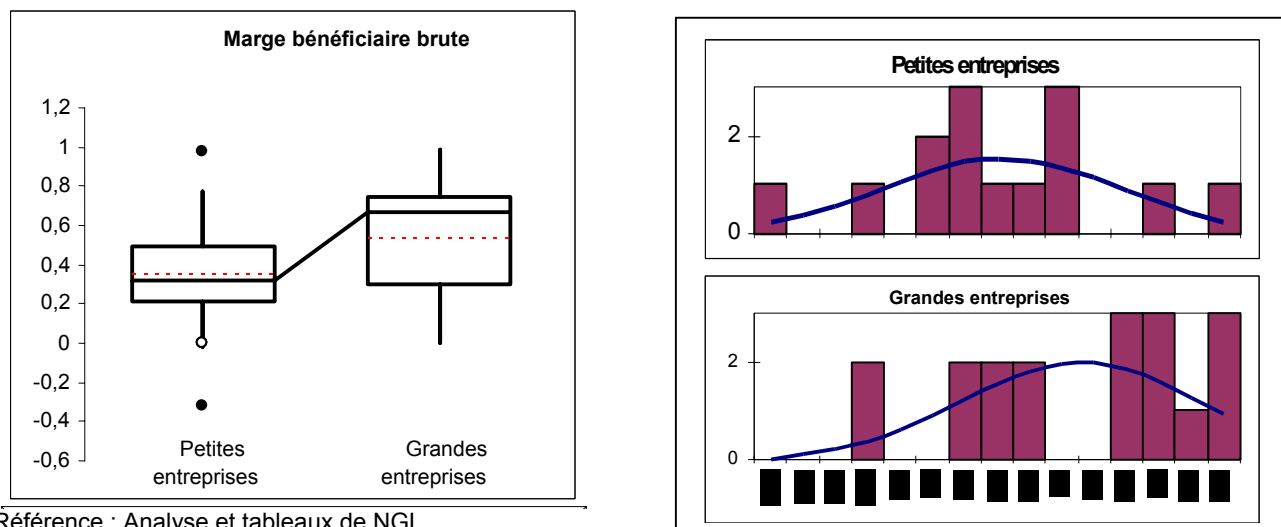 Marge bénéficiaire brute
1,2
1
0,8
0,6
0,4
0,2
0
-0,2
-0,4
-0,6
Petites
entreprises
Grandes
entreprises
Référence : Analyse et tableaux de NGI
Petites entreprises
2
0
Grandes entreprises
2
0